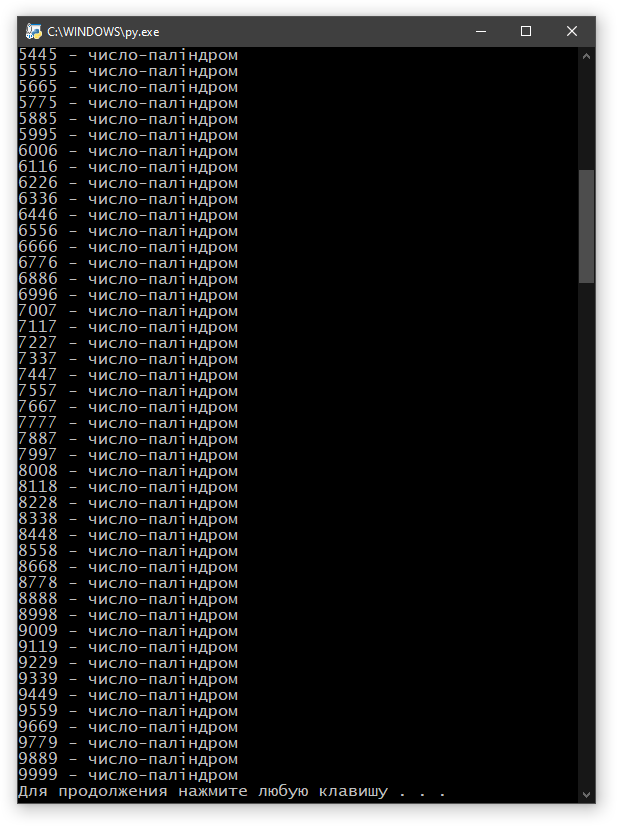 C:\WINDOWS\py.exe
5445 - число-паліндром
5555 - число-паліндром
5665 - число-паліндром
5775 - число-паліндром
5885 - число-паліндром
5995 - число-паліндром
6006 - число-паліндром
6116 - число-паліндром
6226 - число-паліндром
6336 - число-паліндром
6446 - число-паліндром
6556 - число-паліндром
6666 - число-паліндром
6776 - число-паліндром
6886 - число-паліндром
6996 - число-паліндром
7007 - число-паліндром
7117 - число-паліндром
7227 - число-паліндром
7337 - число-паліндром
7447 - число-паліндром
7557 - число-паліндром
7667 - число-паліндром
7777 - число-паліндром
7887 - число-паліндром
7997 - число-паліндром
8008 - число-паліндром
8118 - число-паліндром
8228 - число-паліндром
8338 - число-паліндром
8448 - число-паліндром
8558 - число-паліндром
8668 - число-паліндром
8778 - число-паліндром
8888 - число-паліндром
8998 - число-паліндром
9009 - число-паліндром
9119 - число-паліндром
9229 - число-паліндром
9339 - число-паліндром
9449 - число-паліндром
9559 - число-паліндром
9669 - число-паліндром
9779 - число-паліндром
9889 - число-паліндром
9999 - число-паліндром
Для продолжения нажмите любую клавишу . . .